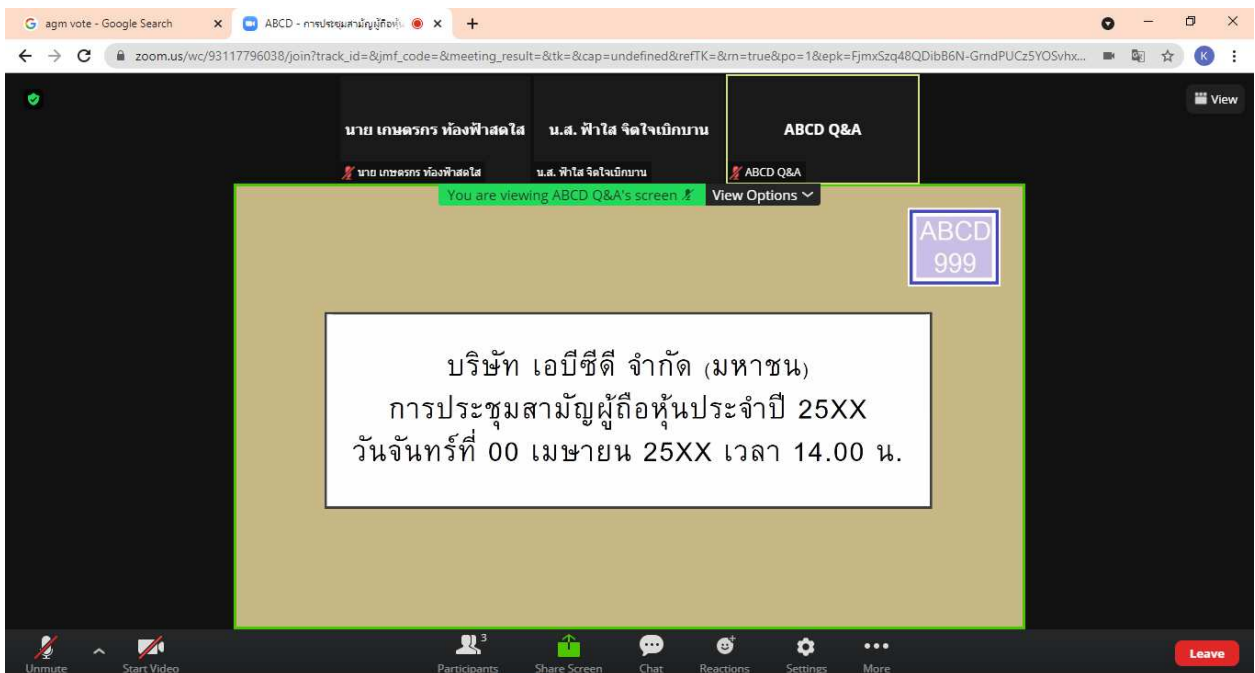 agm vote - Google Search
ABCD - การประชุมสามัญผู้ถือหุ้น
zoom.us/wc/93117796038/join?track_id=&jmf_code=&meeting_result=&tk=&cap=undefined&refTK=&rn=true&po=1&epk=FjmxSzq48QDibB6N-GrndPUCz5YOSvhx...
K
View
นาย เกษตรกร ท้องฟ้าสดใส
น.ส. ฟ้าใส จิตใจเบิกบาน
ABCD Q&A
นาย เกษตรกร ท้องฟ้าสดใส
น.ส. ฟ้าใส จิตใจเบิกบาน
ABCD Q&A
You are viewing ABCD Q&A's screen
View Options
ABCD
999
บริษัท เอบีซีดี จำกัด (มหาชน)
การประชุมสามัญผู้ถือหุ้นประจำปี 25XX
วันจันทร์ที่ 00 เมษายน 25XX เวลา 14.00 น.
3
Unmute
Start Video
Participants
Share Screen
Chat
Reactions
Settings
More
Leave